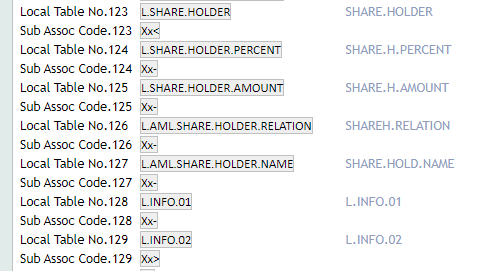 Local Table No.123 L.SHARE.HOLDER SHARE.HOLDER
Sub Assoc Code.123 Xx<
Local Table No.124 L.SHARE.HOLDER.PERCENT SHARE.H.PERCENT
Sub Assoc Code.124 Xx-
Local Table No.125 L.SHARE.HOLDER.AMOUNT SHARE.H.AMOUNT
Sub Assoc Code.125 Xx-
Local Table No.126 L.AML.SHARE.HOLDER.RELATION SHAREH.RELATION
Sub Assoc Code.126 Xx-
Local Table No.127 L.AML.SHARE.HOLDER.NAME SHARE.HOLD.NAME
Sub Assoc Code.127 Xx-
Local Table No.128 L.INFO.01 L.INFO.01
Sub Assoc Code.128 Xx-
Local Table No.129 L.INFO.02 L.INFO.02
Sub Assoc Code.129 Xx>